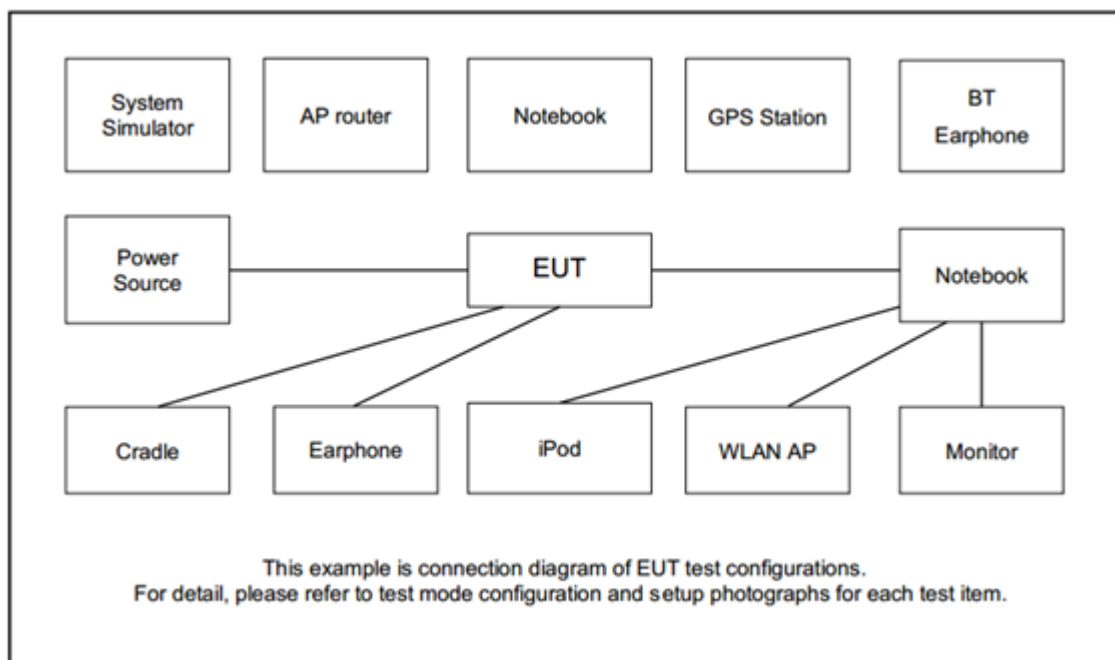 System
Simulator
AP router
Notebook
GPS Station
BT
Earphone
Power
Source
EUT
Notebook
Cradle
Earphone
iPod
WLAN AP
Monitor
This example is connection diagram of EUT test configurations.
For detail, please refer to test mode configuration and setup photographs for each test item.